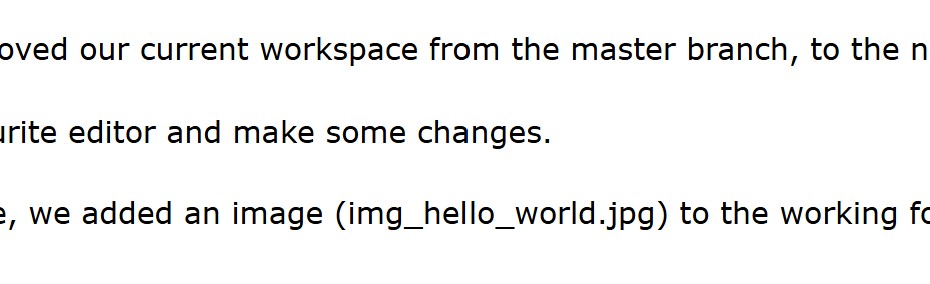 oved our current workspace from the master branch, to the n
urite editor and make some changes.
e, we added an image (img_hello_world.jpg) to the working fo